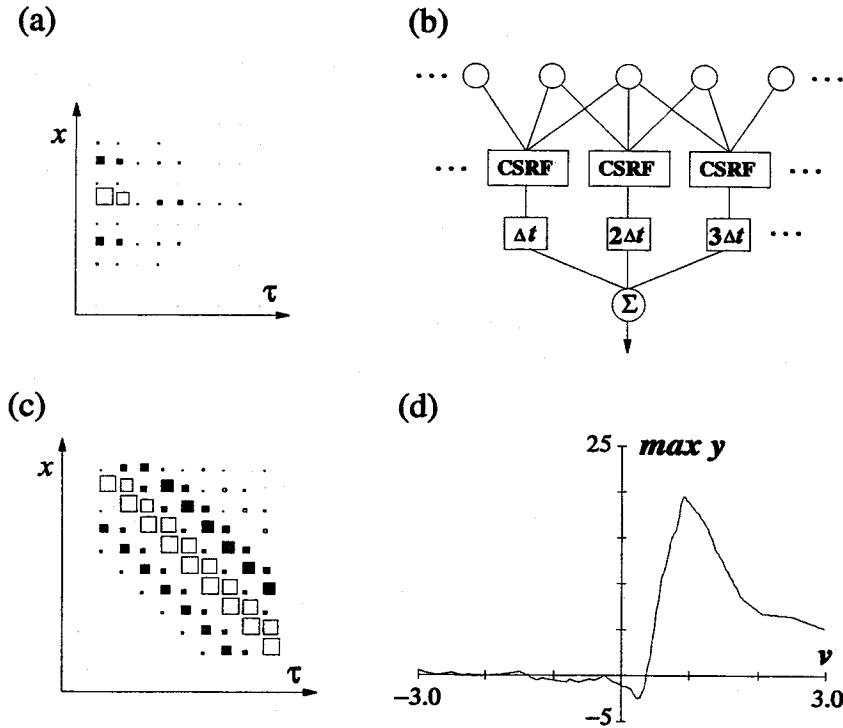 (a)
x
τ
(b)
... ...
... CSRF CSRF CSRF ...
Δt 2Δt 3Δt ...
Σ
(c)
x
τ
(d)
25 max y
v
−3.0 3.0
−5